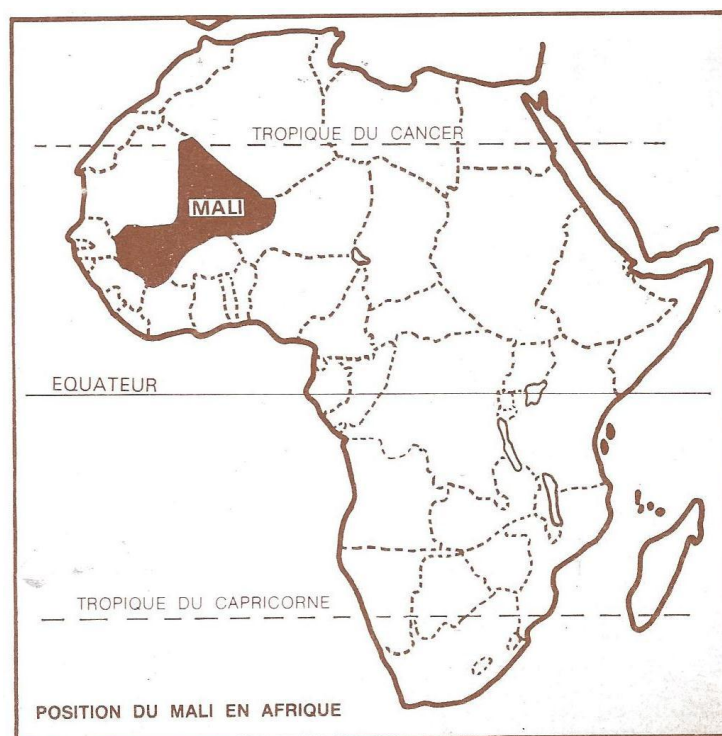 TROPIQUE DU CANCER
MALI
EQUATEUR
TROPIQUE DU CAPRICORNE
POSITION DU MALI EN AFRIQUE